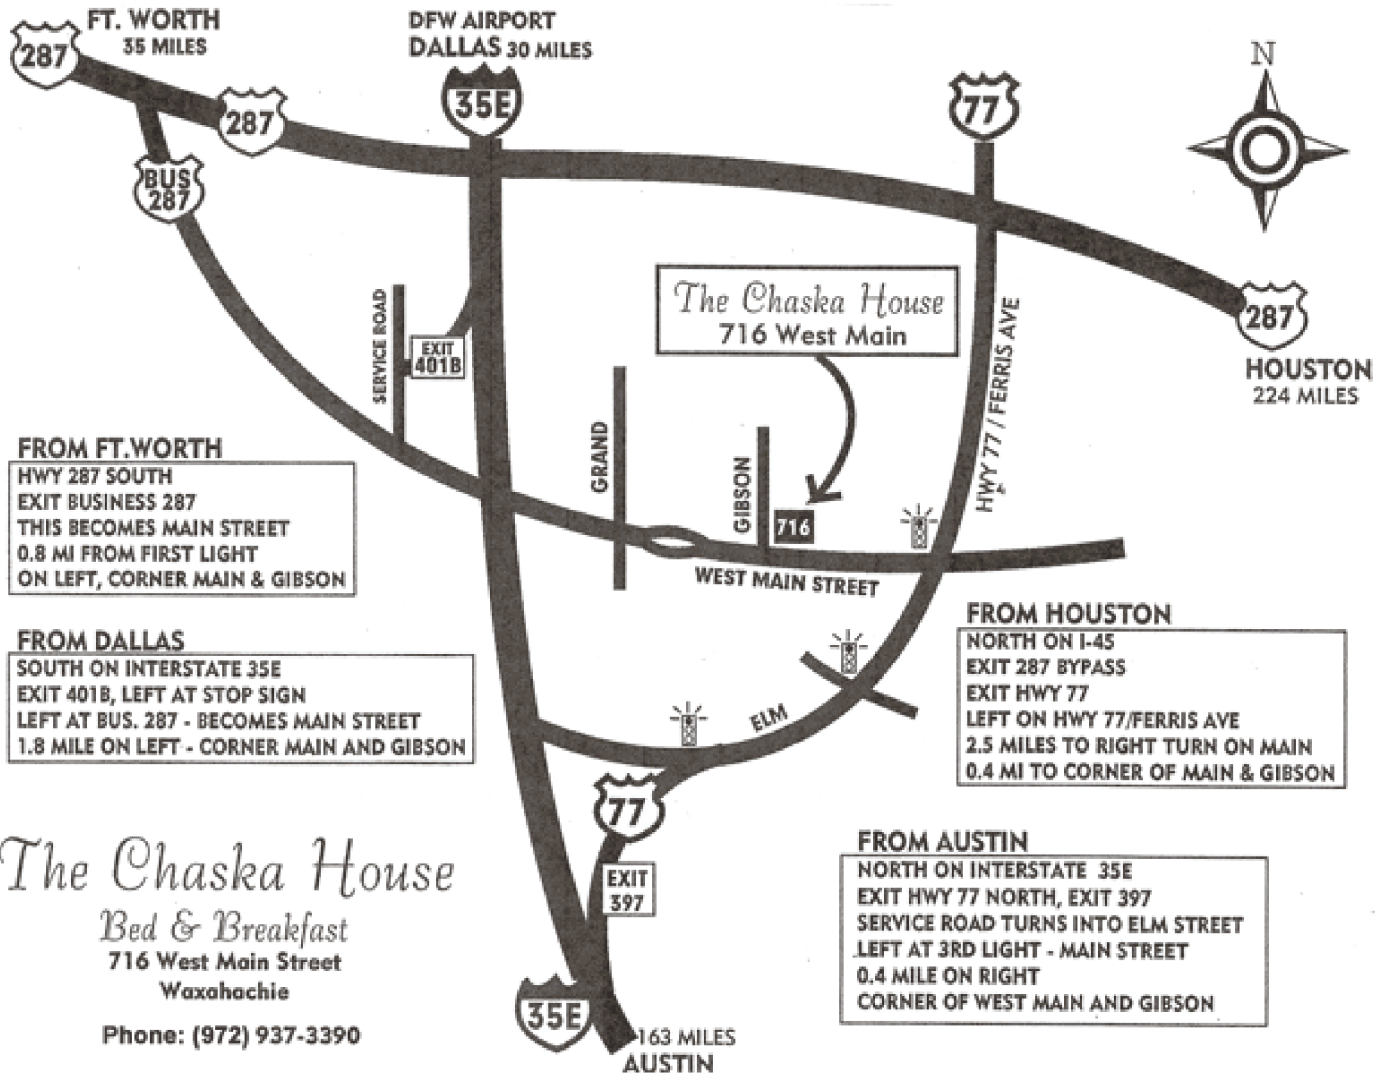 FT. WORTH
35 MILES
287
287
BUS
287
DFW AIRPORT
DALLAS 30 MILES
35E
77
N
287
HOUSTON
224 MILES
The Chaska House
716 West Main
SERVICE ROAD
EXIT
401B
GRAND
GIBSON
716
HWY 77 / FERRIS AVE
WEST MAIN STREET
ELM
77
EXIT
397
35E
163 MILES
AUSTIN
FROM FT.WORTH
HWY 287 SOUTH
EXIT BUSINESS 287
THIS BECOMES MAIN STREET
0.8 MI FROM FIRST LIGHT
ON LEFT, CORNER MAIN & GIBSON
FROM DALLAS
SOUTH ON INTERSTATE 35E
EXIT 401B, LEFT AT STOP SIGN
LEFT AT BUS. 287 - BECOMES MAIN STREET
1.8 MILE ON LEFT - CORNER MAIN AND GIBSON
FROM HOUSTON
NORTH ON I-45
EXIT 287 BYPASS
EXIT HWY 77
LEFT ON HWY 77/FERRIS AVE
2.5 MILES TO RIGHT TURN ON MAIN
0.4 MI TO CORNER OF MAIN & GIBSON
FROM AUSTIN
NORTH ON INTERSTATE 35E
EXIT HWY 77 NORTH, EXIT 397
SERVICE ROAD TURNS INTO ELM STREET
LEFT AT 3RD LIGHT - MAIN STREET
0.4 MILE ON RIGHT
CORNER OF WEST MAIN AND GIBSON
The Chaska House
Bed & Breakfast
716 West Main Street
Waxahachie
Phone: (972) 937-3390